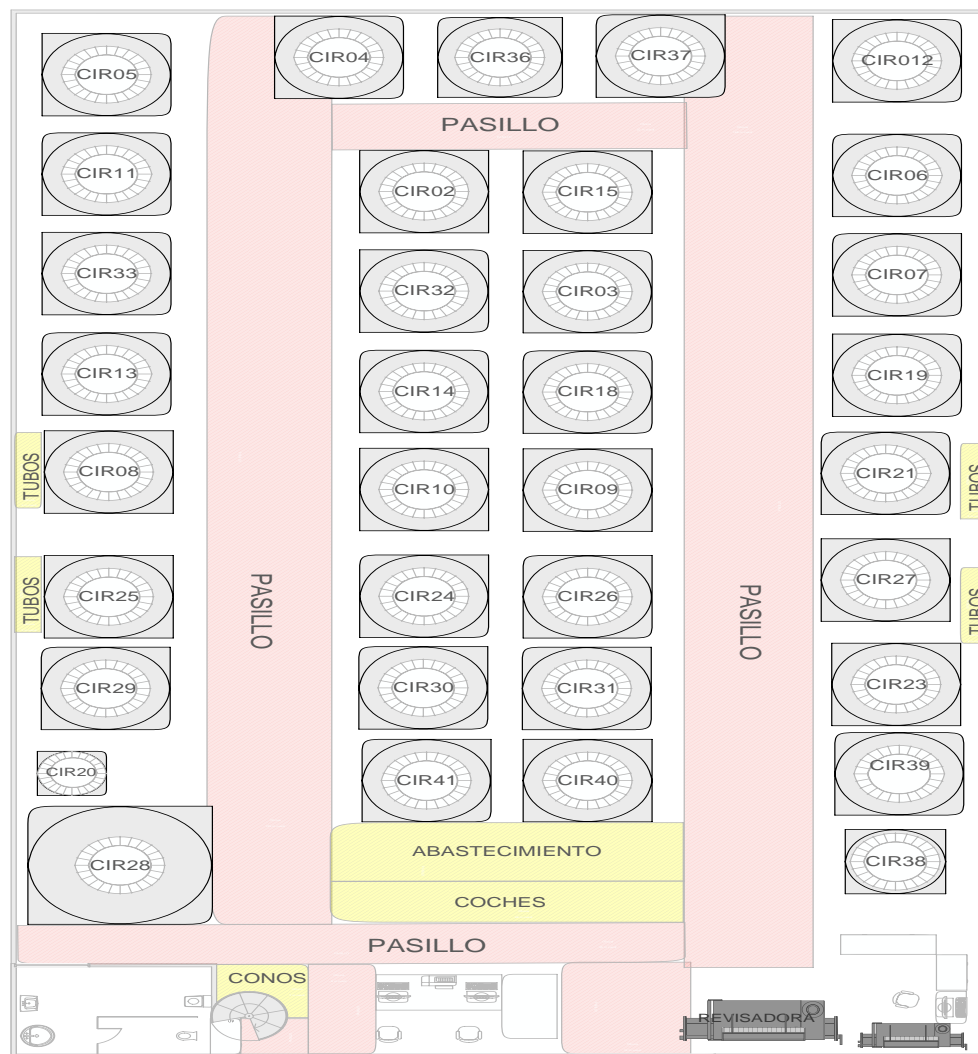 CIR04
CIR36
CIR37
CIR012
CIR05
PASILLO
CIR11
CIR02
CIR15
CIR06
CIR33
CIR32
CIR03
CIR07
CIR13
CIR14
CIR18
CIR19
TUBOS
CIR08
CIR10
CIR09
CIR21
TUBOS
TUBOS
CIR25
PASILLO
CIR24
CIR26
PASILLO
CIR27
TUBOS
CIR29
CIR30
CIR31
CIR23
CIR20
CIR41
CIR40
CIR39
CIR28
ABASTECIMIENTO
CIR38
COCHES
PASILLO
CONOS
REVISADORA